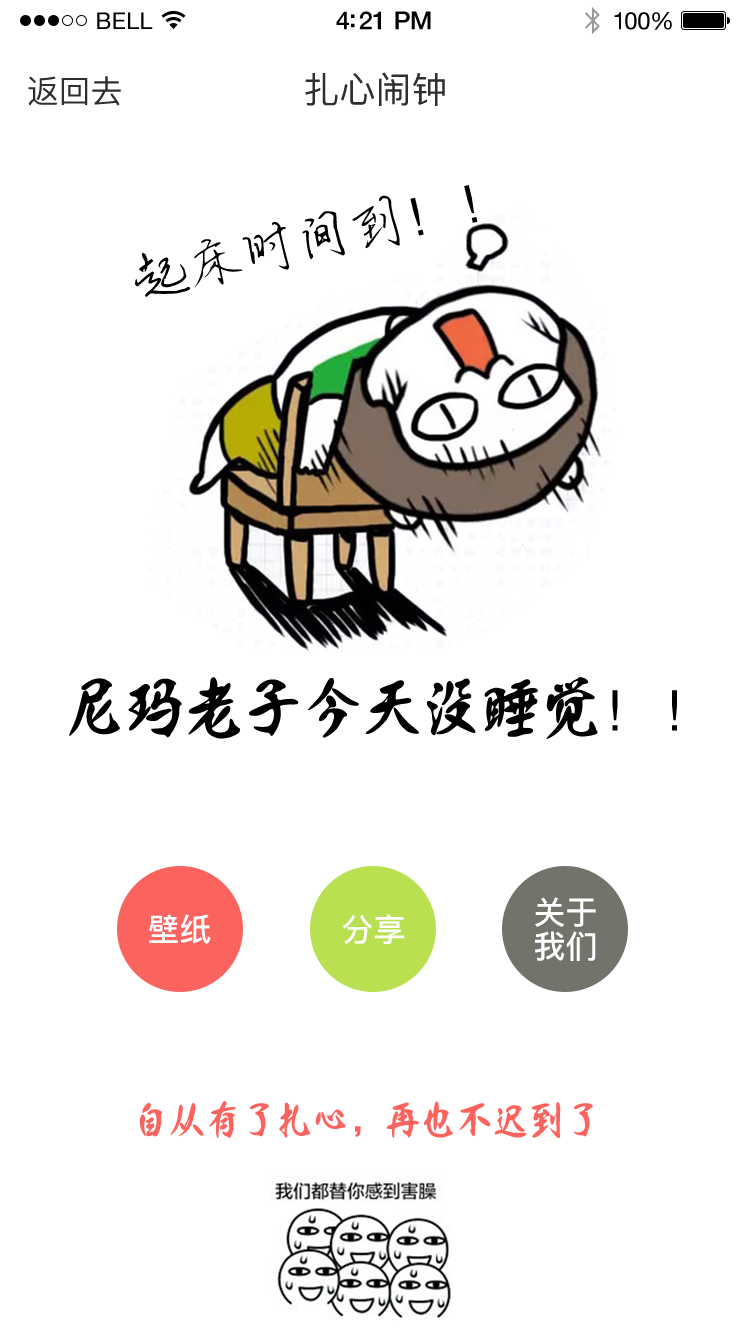 BELL 4:21 PM 100%
返回去 扎心闹钟
起床时间到！！
尼玛老子今天没睡觉！！
壁纸
分享
关于
我们
自从有了扎心，再也不迟到了
我们都替你感到害臊